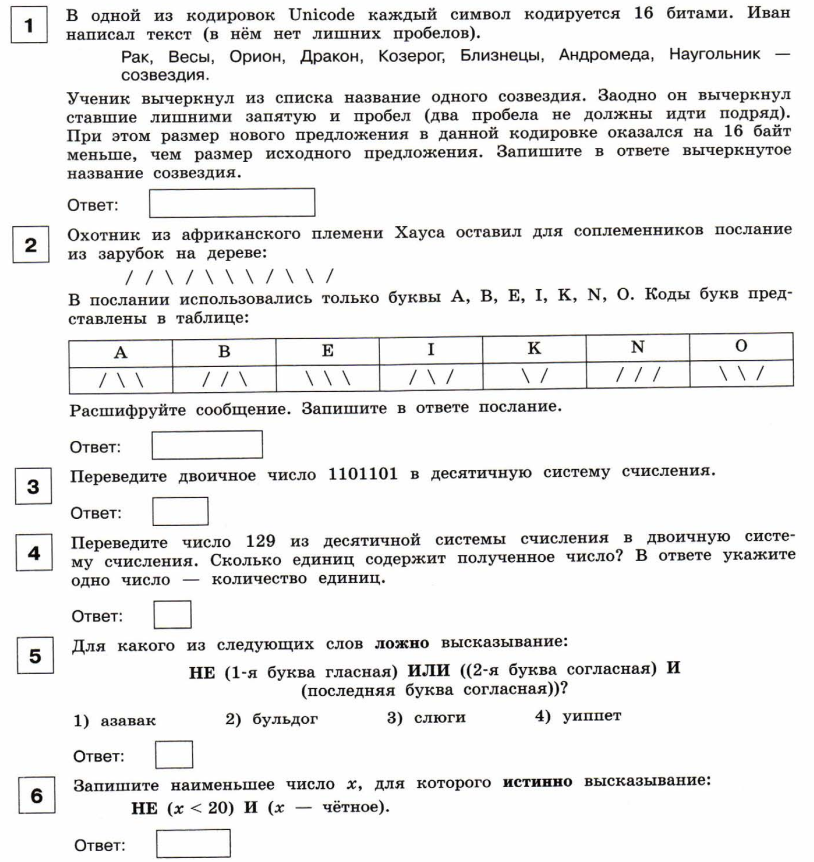 1
В одной из кодировок Unicode каждый символ кодируется 16 битами. Иван
написал текст (в нём нет лишних пробелов).
Рак, Весы, Орион, Дракон, Козерог, Близнецы, Андромеда, Наугольник —
созвездия.
Ученик вычеркнул из списка название одного созвездия. Заодно он вычеркнул
ставшие лишними запятую и пробел (два пробела не должны идти подряд).
При этом размер нового предложения в данной кодировке оказался на 16 байт
меньше, чем размер исходного предложения. Запишите в ответе вычеркнутое
название созвездия.
Ответ:
2
Охотник из африканского племени Хауса оставил для соплеменников послание
из зарубок на дереве:
/ / \ / \ \ \ / \ \ /
В послании использовались только буквы A, B, E, I, K, N, O. Коды букв пред-
ставлены в таблице:
A B E I K N O
/ \ \ / / \ \ \ \ / \ / \ / / / / \ \ /
Расшифруйте сообщение. Запишите в ответе послание.
Ответ:
3
Переведите двоичное число 1101101 в десятичную систему счисления.
Ответ:
4
Переведите число 129 из десятичной системы счисления в двоичную систе-
му счисления. Сколько единиц содержит полученное число? В ответе укажите
одно число — количество единиц.
Ответ:
5
Для какого из следующих слов ложно высказывание:
НЕ (1-я буква гласная) ИЛИ ((2-я буква согласная) И
(последняя буква согласная))?
1) азавак 2) бульдог 3) слюги 4) уиппет
Ответ:
6
Запишите наименьшее число x, для которого истинно высказывание:
НЕ (x < 20) И (x — чётное).
Ответ: